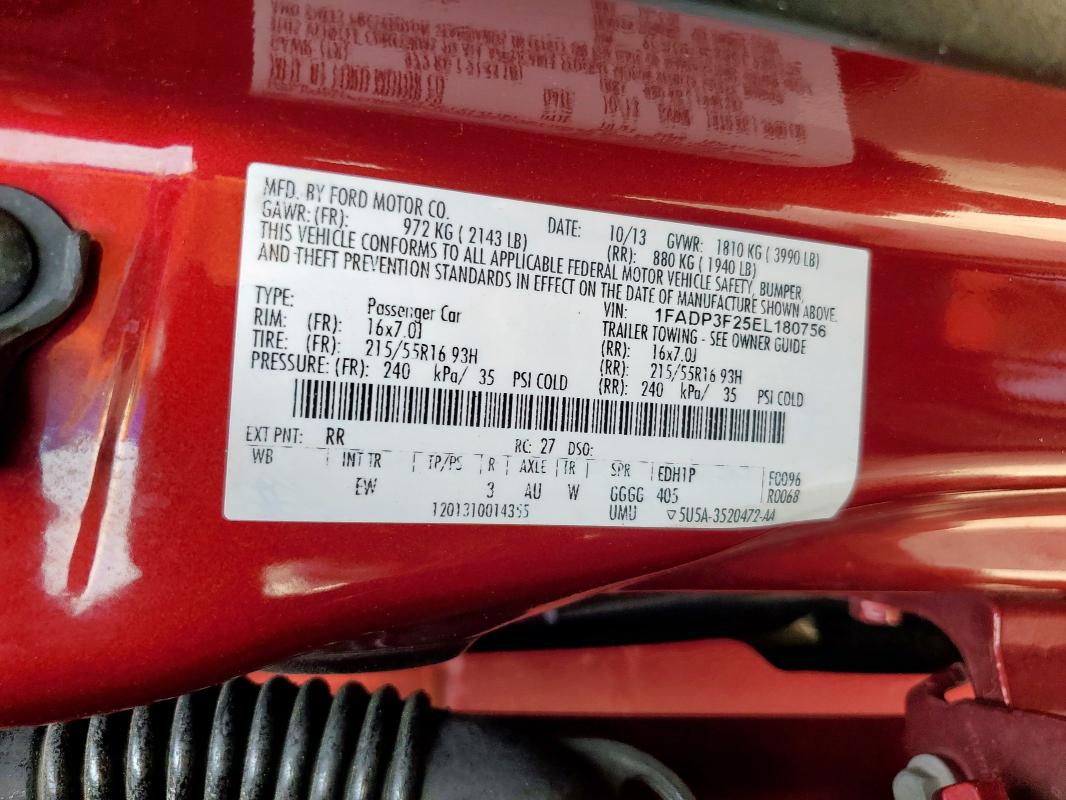 MFD. BY FORD MOTOR CO. DATE: 10/13 GVWR: 1810 KG ( 3990 LB)
GAWR: (FR): 972 KG ( 2143 LB) (RR): 880 KG ( 1940 LB)
THIS VEHICLE CONFORMS TO ALL APPLICABLE FEDERAL MOTOR VEHICLE SAFETY, BUMPER,
AND THEFT PREVENTION STANDARDS IN EFFECT ON THE DATE OF MANUFACTURE SHOWN ABOVE.
VIN: 1FADP3F25EL180756
TYPE: Passenger Car TRAILER TOWING - SEE OWNER GUIDE
RIM: (FR): 16x7.0J (RR): 16x7.0J
TIRE: (FR): 215/55R16 93H (RR): 215/55R16 93H
PRESSURE: (FR): 240 kPa/ 35 PSI COLD (RR): 240 kPa/ 35 PSI COLD
EXT PNT: RR RC: 27 DSO:
WB INT TR TP/PS R AXLE TR SPR EDH1P F0096
EW 3 AU W GGGG 405 R0068
UMU ▽5U5A-3520472-AA